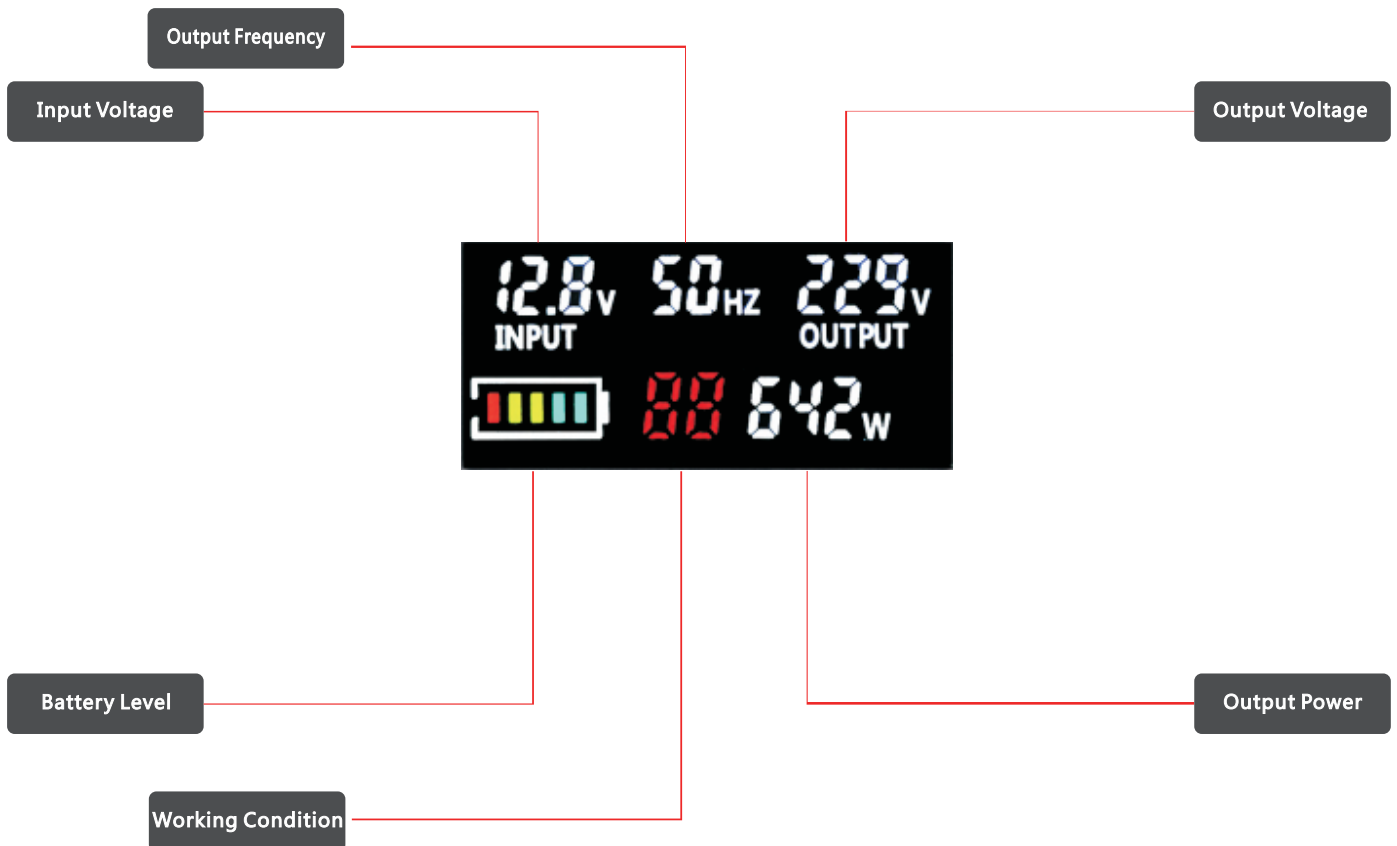 Output Frequency
Input Voltage
Output Voltage
12.8V 50HZ 229V
INPUT OUTPUT
88 642W
Battery Level
Output Power
Working Condition